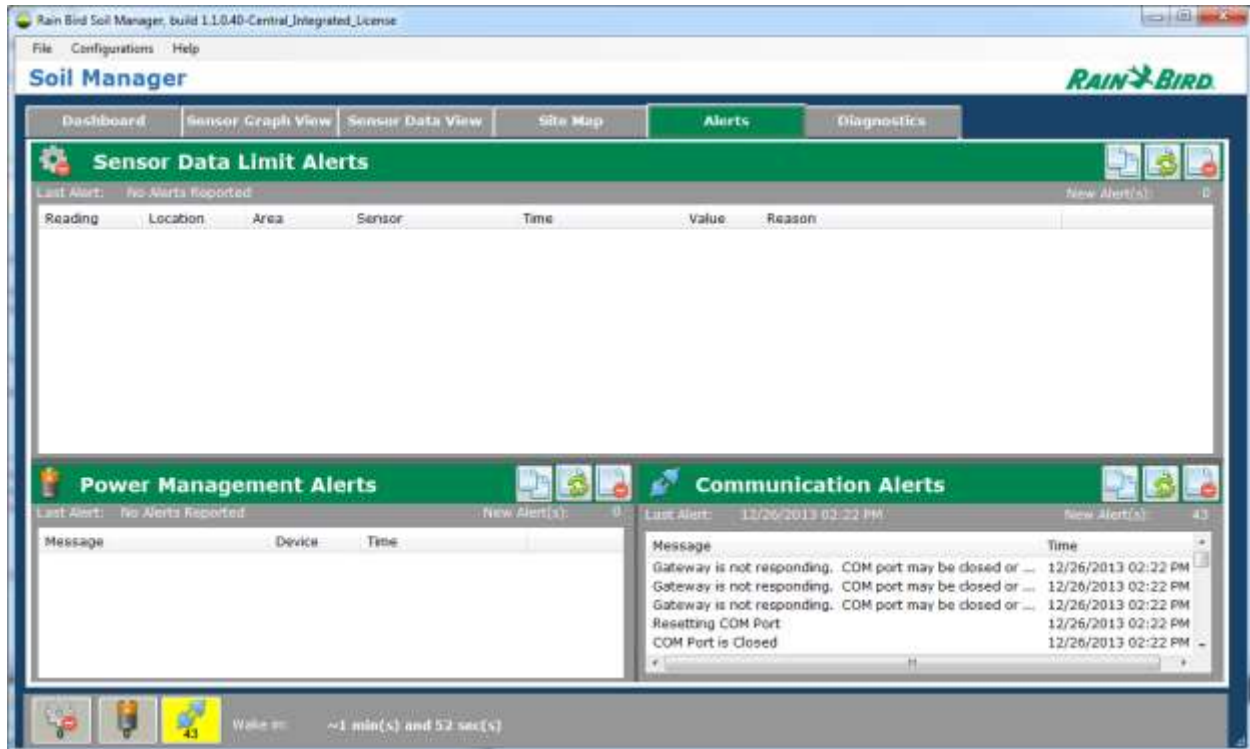 Rain Bird Soil Manager, build 1.1.0.40-Central_Integrated_License
File Configurations Help
Soil Manager
RAIN BIRD
Dashboard Sensor Graph View Sensor Data View Site Map Alerts Diagnostics
Sensor Data Limit Alerts
Last Alert: No Alerts Reported New Alert(s): 0
Reading Location Area Sensor Time Value Reason
Power Management Alerts
Last Alert: No Alerts Reported New Alert(s): 0
Message Device Time
Communication Alerts
Last Alert: 12/26/2013 02:22 PM New Alert(s): 43
Message Time
Gateway is not responding. COM port may be closed or ... 12/26/2013 02:22 PM
Gateway is not responding. COM port may be closed or ... 12/26/2013 02:22 PM
Gateway is not responding. COM port may be closed or ... 12/26/2013 02:22 PM
Resetting COM Port 12/26/2013 02:22 PM
COM Port is Closed 12/26/2013 02:22 PM
0 0 43 Wake in: ~1 min(s) and 52 sec(s)